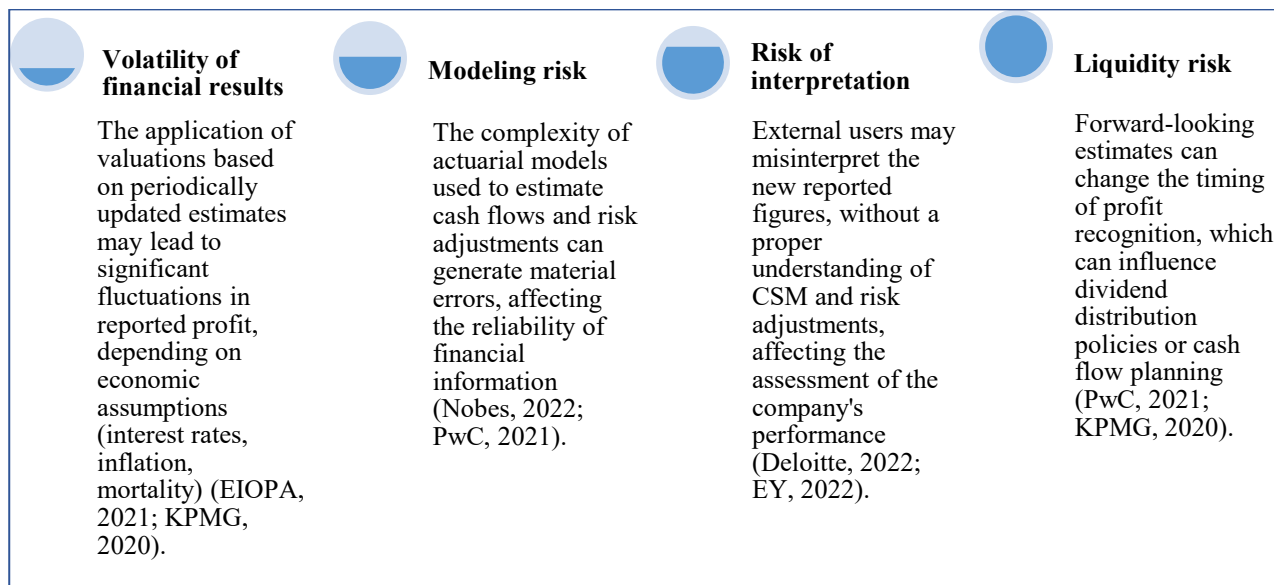 Volatility of
financial results
The application of
valuations based
on periodically
updated estimates
may lead to
significant
fluctuations in
reported profit,
depending on
economic
assumptions
(interest rates,
inflation,
mortality) (EIOPA,
2021; KPMG,
2020).
Modeling risk
The complexity of
actuarial models
used to estimate
cash flows and risk
adjustments can
generate material
errors, affecting
the reliability of
financial
information
(Nobes, 2022;
PwC, 2021).
Risk of
interpretation
External users may
misinterpret the
new reported
figures, without a
proper
understanding of
CSM and risk
adjustments,
affecting the
assessment of the
company's
performance
(Deloitte, 2022;
EY, 2022).
Liquidity risk
Forward-looking
estimates can
change the timing
of profit
recognition, which
can influence
dividend
distribution
policies or cash
flow planning
(PwC, 2021;
KPMG, 2020).